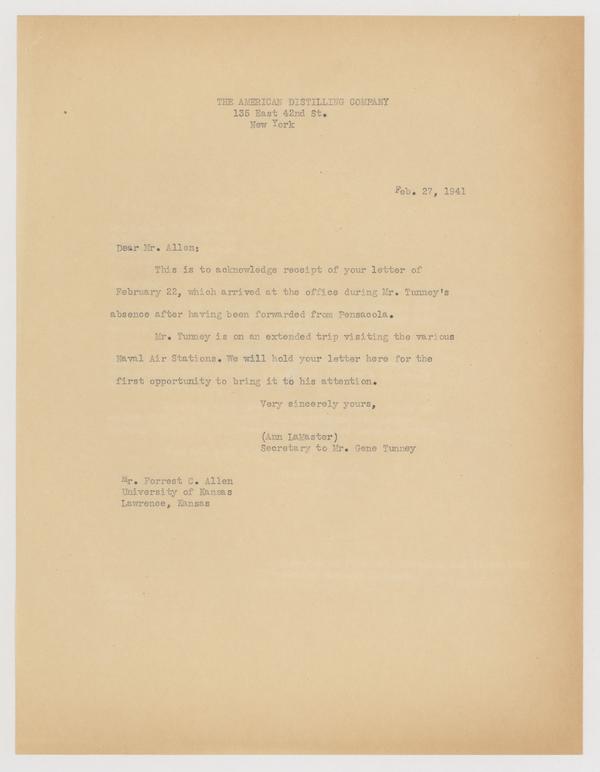 THE AMERICAN DISTILLING COMPANY
135 East 42nd St.
New York
Feb. 27, 1941
Dear Mr. Allen:
This is to acknowledge receipt of your letter of
February 22, which arrived at the office during Mr. Tunney's
absence after having been forwarded from Pensacola.
Mr. Tunney is on an extended trip visiting the various
Naval Air Stations. We will hold your letter here for the
first opportunity to bring it to his attention.
Very sincerely yours,
(Ann LaMaster)
Secretary to Mr. Gene Tunney
Mr. Forrest C. Allen
University of Kansas
Lawrence, Kansas